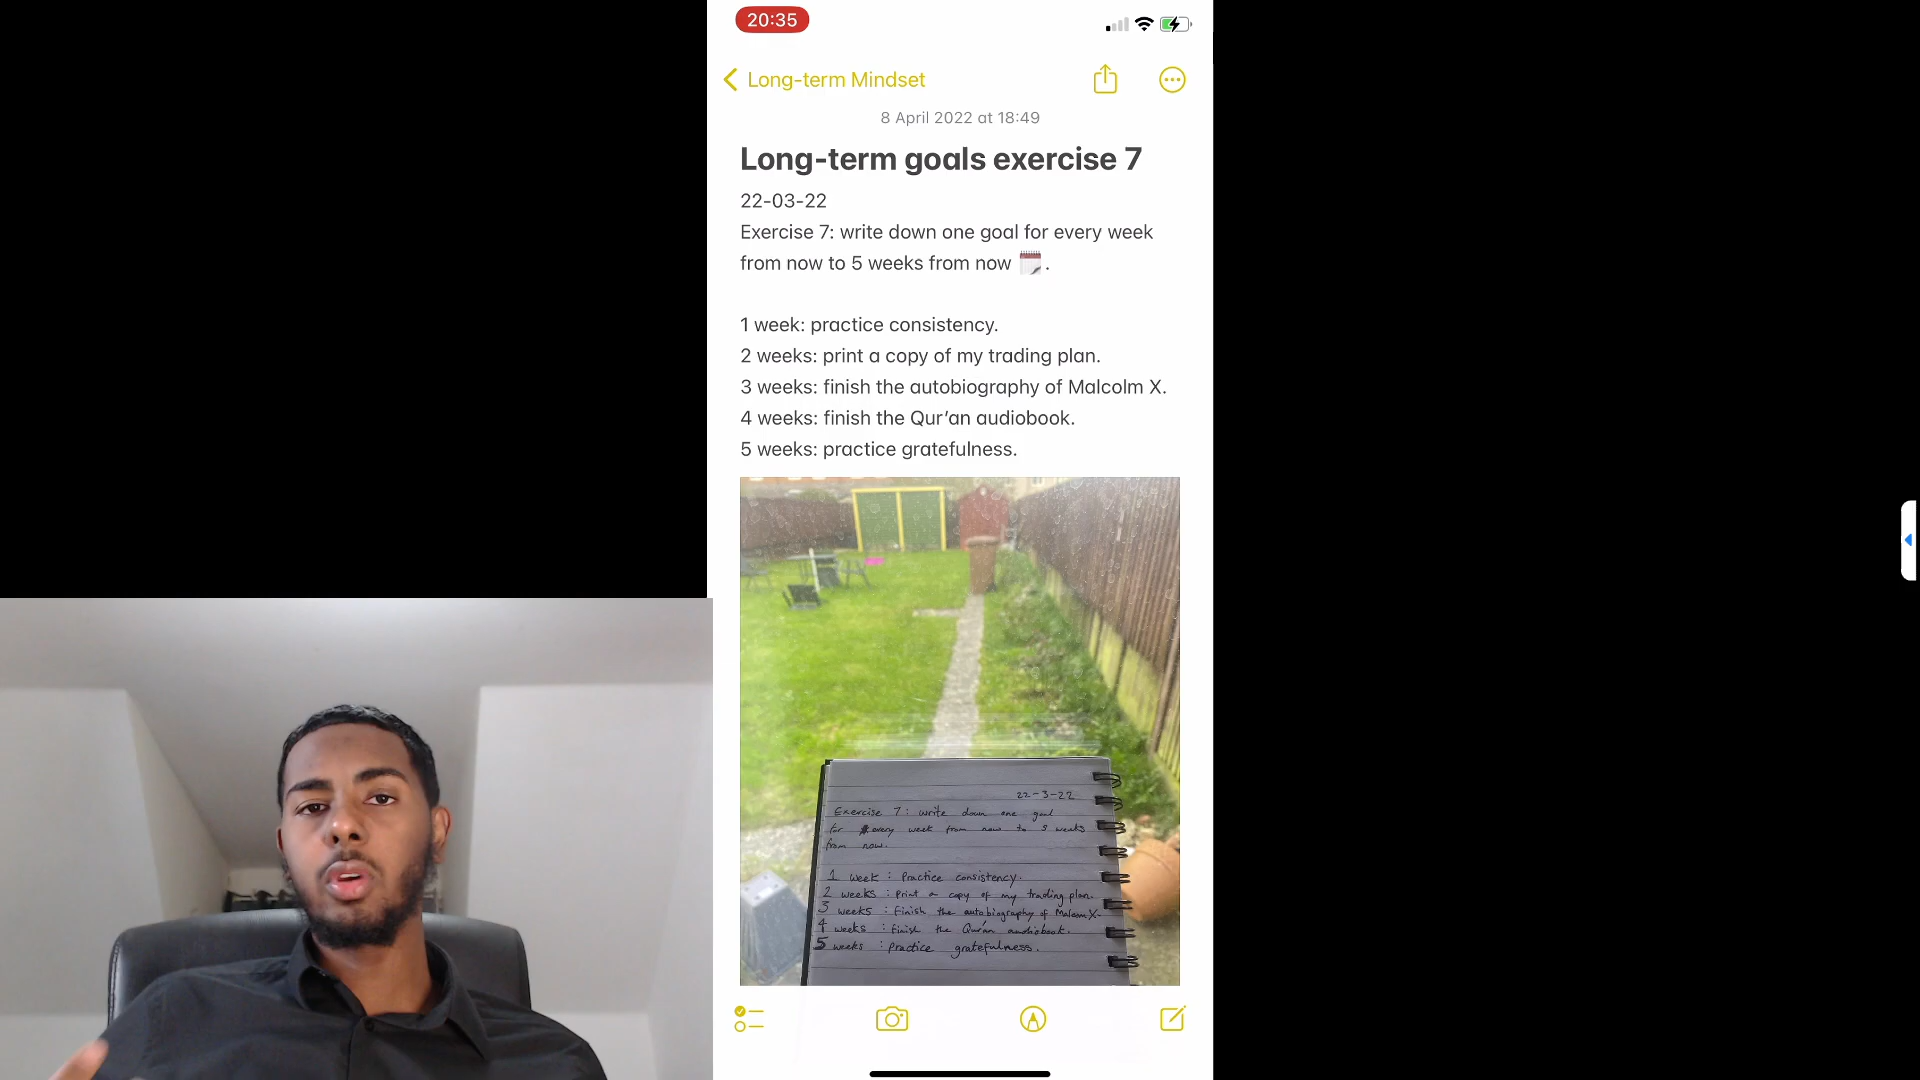 20:35
Long-term Mindset
8 April 2022 at 18:49
Long-term goals exercise 7
22-03-22
Exercise 7: write down one goal for every week
from now to 5 weeks from now 🗓.
1 week: practice consistency.
2 weeks: print a copy of my trading plan.
3 weeks: finish the autobiography of Malcolm X.
4 weeks: finish the Qur’an audiobook.
5 weeks: practice gratefulness.
22-3-22
Exercise 7: write down one goal
for every week from now to 5 weeks
from now.
1 week : Practice consistency.
2 weeks : Print a copy of my trading plan.
3 weeks : Finish the autobiography of Malcom X.
4 weeks : Finish the Qur'an audiobook.
5 weeks : Practice gratefulness.